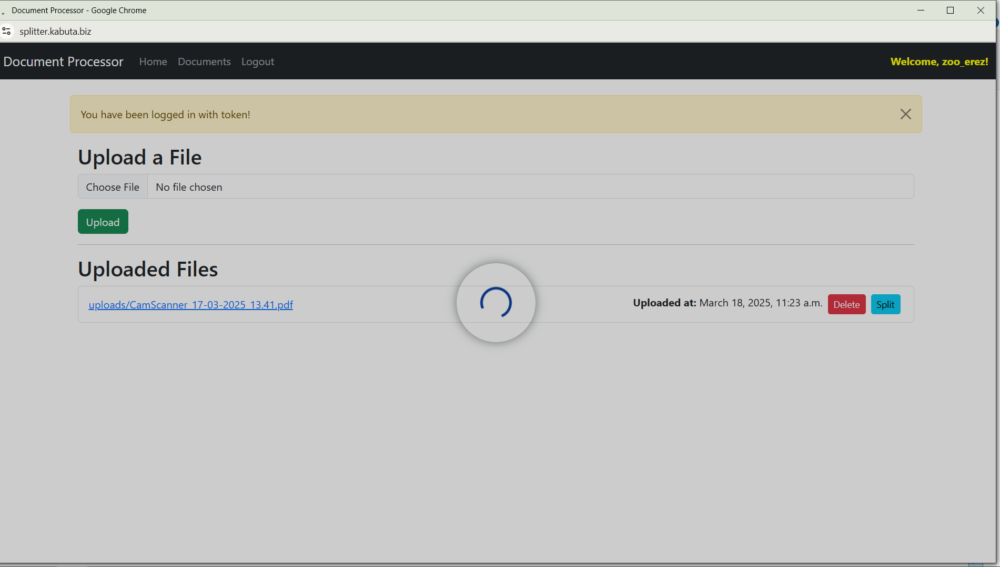 Document Processor - Google Chrome
splitter.kabuta.biz
Document Processor Home Documents Logout Welcome, zoo_erez!
You have been logged in with token!
Upload a File
Choose File No file chosen
Upload
Uploaded Files
uploads/CamScanner_17-03-2025_13.41.pdf Uploaded at: March 18, 2025, 11:23 a.m. Delete Split